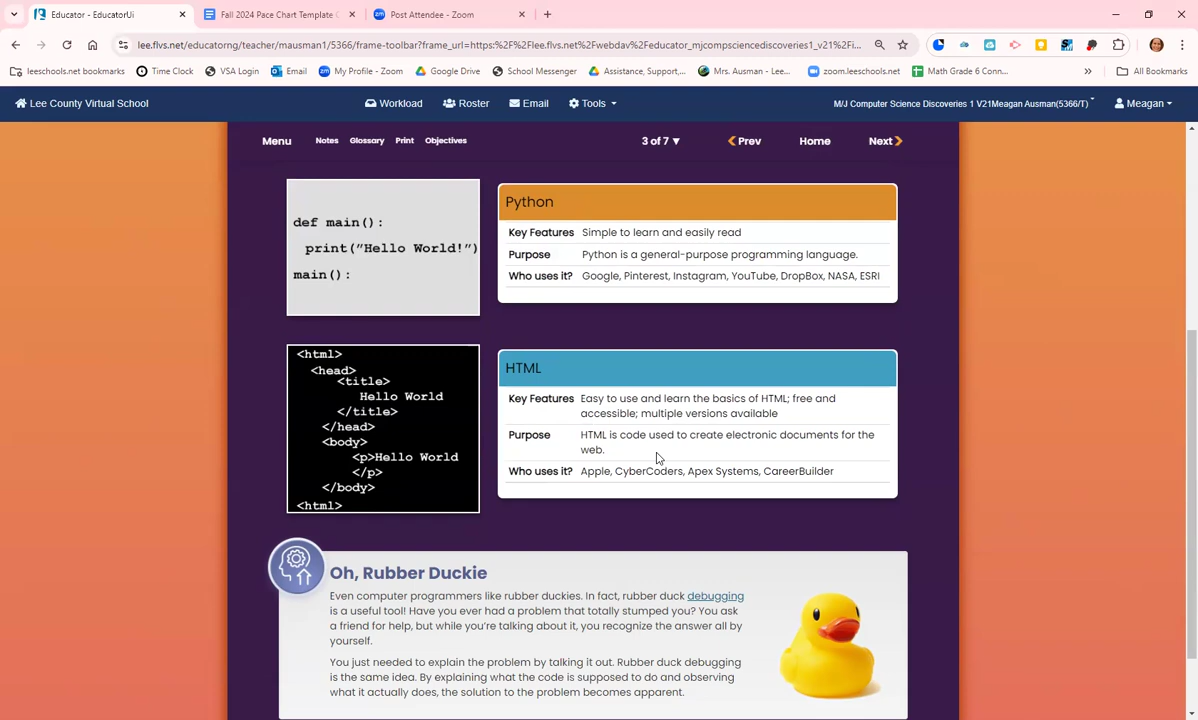 Educator - EducatorUi
Fall 2024 Pace Chart Template
Post Attendee - Zoom
lee.flvs.net/educatorng/teacher/mausman1/5366/frame-toolbar?frame_url=https:%2F%2Flee.flvs.net%2Fwebdav%2Feducator_mjcompsciencediscoveries1_v21%2Fi...
leeschools.net bookmarks
Time Clock
VSA Login
Email
My Profile - Zoom
Google Drive
School Messenger
Assistance, Support,...
Mrs. Ausman - Lee...
zoom.leeschools.net
Math Grade 6 Conn...
»
All Bookmarks
Lee County Virtual School
Workload
Roster
Email
Tools
M/J Computer Science Discoveries 1 V21Meagan Ausman(5366/T)
Meagan
Menu
Notes
Glossary
Print
Objectives
3 of 7
Prev
Home
Next
def main():
print("Hello World!")
main():
Python
Key Features Simple to learn and easily read
Purpose Python is a general-purpose programming language.
Who uses it? Google, Pinterest, Instagram, YouTube, DropBox, NASA, ESRI
<html>
<head>
<title>
Hello World
</title>
</head>
<body>
<p>Hello World
</p>
</body>
<html>
HTML
Key Features Easy to use and learn the basics of HTML; free and
accessible; multiple versions available
Purpose HTML is code used to create electronic documents for the
web.
Who uses it? Apple, CyberCoders, Apex Systems, CareerBuilder
Oh, Rubber Duckie
Even computer programmers like rubber duckies. In fact, rubber duck debugging
is a useful tool! Have you ever had a problem that totally stumped you? You ask
a friend for help, but while you're talking about it, you recognize the answer all by
yourself.
You just needed to explain the problem by talking it out. Rubber duck debugging
is the same idea. By explaining what the code is supposed to do and observing
what it actually does, the solution to the problem becomes apparent.